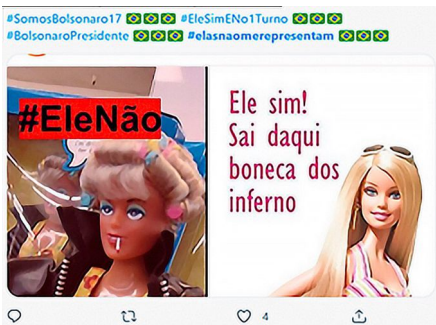 #SomosBolsonaro17 🇧🇷🇧🇷🇧🇷 #EleSimENo1Turno 🇧🇷🇧🇷🇧🇷
#BolsonaroPresidente 🇧🇷🇧🇷🇧🇷 #elasnaomerepresentam 🇧🇷🇧🇷🇧🇷
#EleNão
Ele sim!
Sai daqui
boneca dos
inferno
4